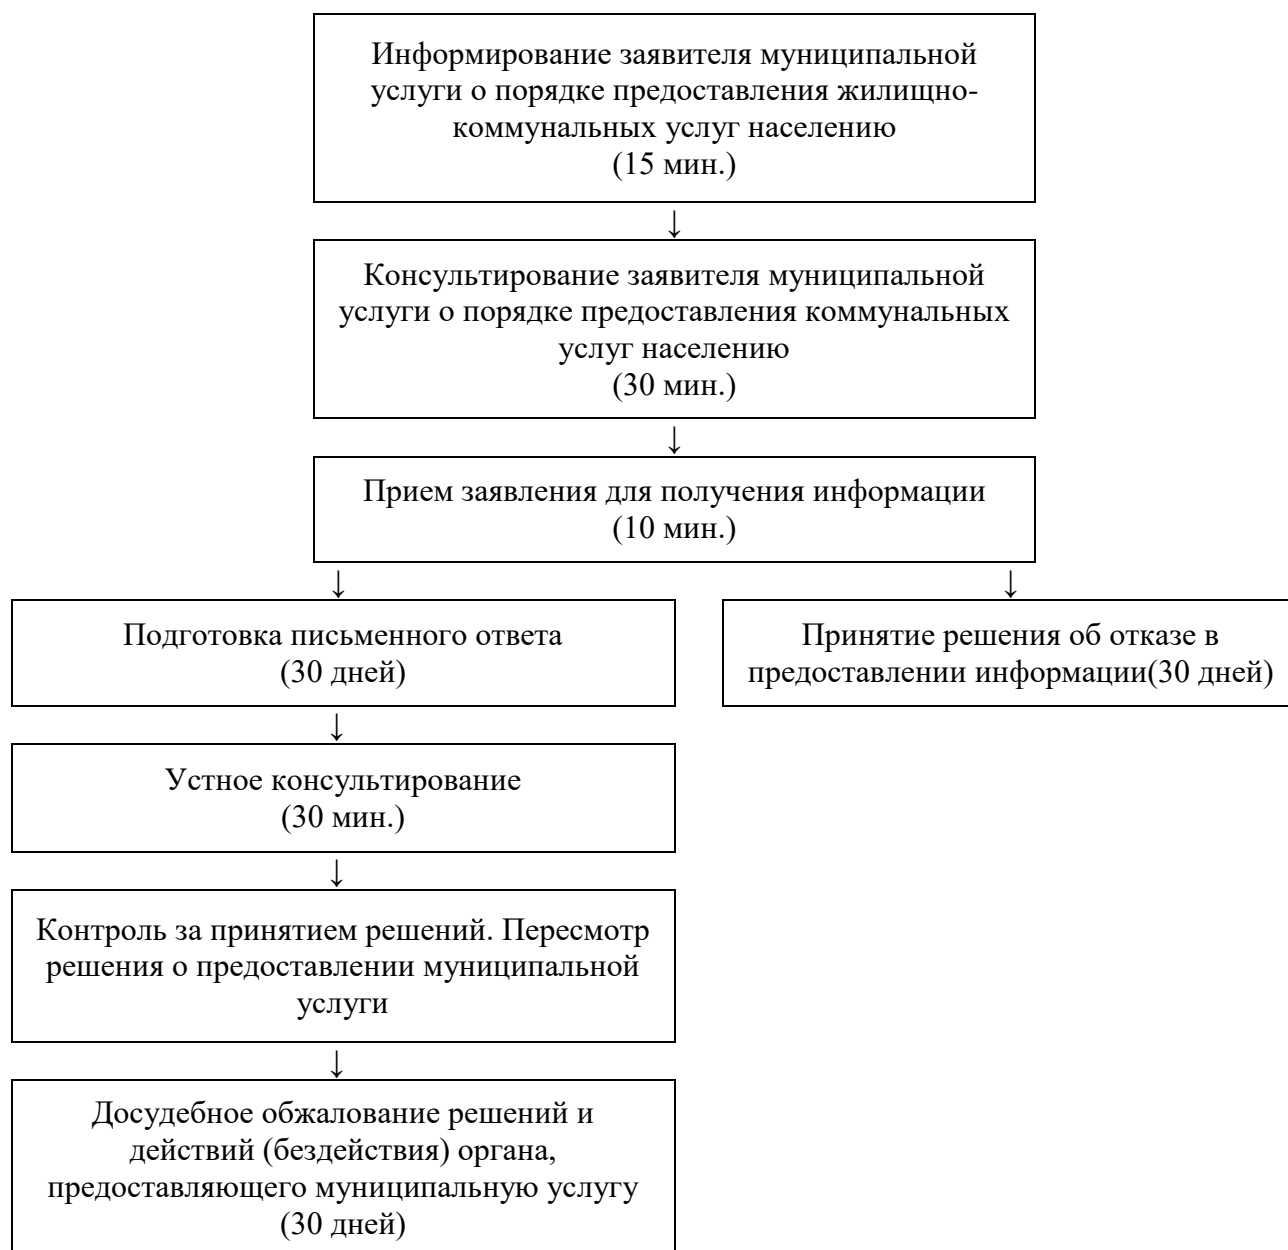 Информирование заявителя муниципальной
услуги о порядке предоставления жилищно-
коммунальных услуг населению
(15 мин.)
↓
Консультирование заявителя муниципальной
услуги о порядке предоставления коммунальных
услуг населению
(30 мин.)
↓
Прием заявления для получения информации
(10 мин.)
↓ ↓
Подготовка письменного ответа
(30 дней)
Принятие решения об отказе в
предоставлении информации(30 дней)
↓
Устное консультирование
(30 мин.)
↓
Контроль за принятием решений. Пересмотр
решения о предоставлении муниципальной
услуги
↓
Досудебное обжалование решений и
действий (бездействия) органа,
предоставляющего муниципальную услугу
(30 дней)